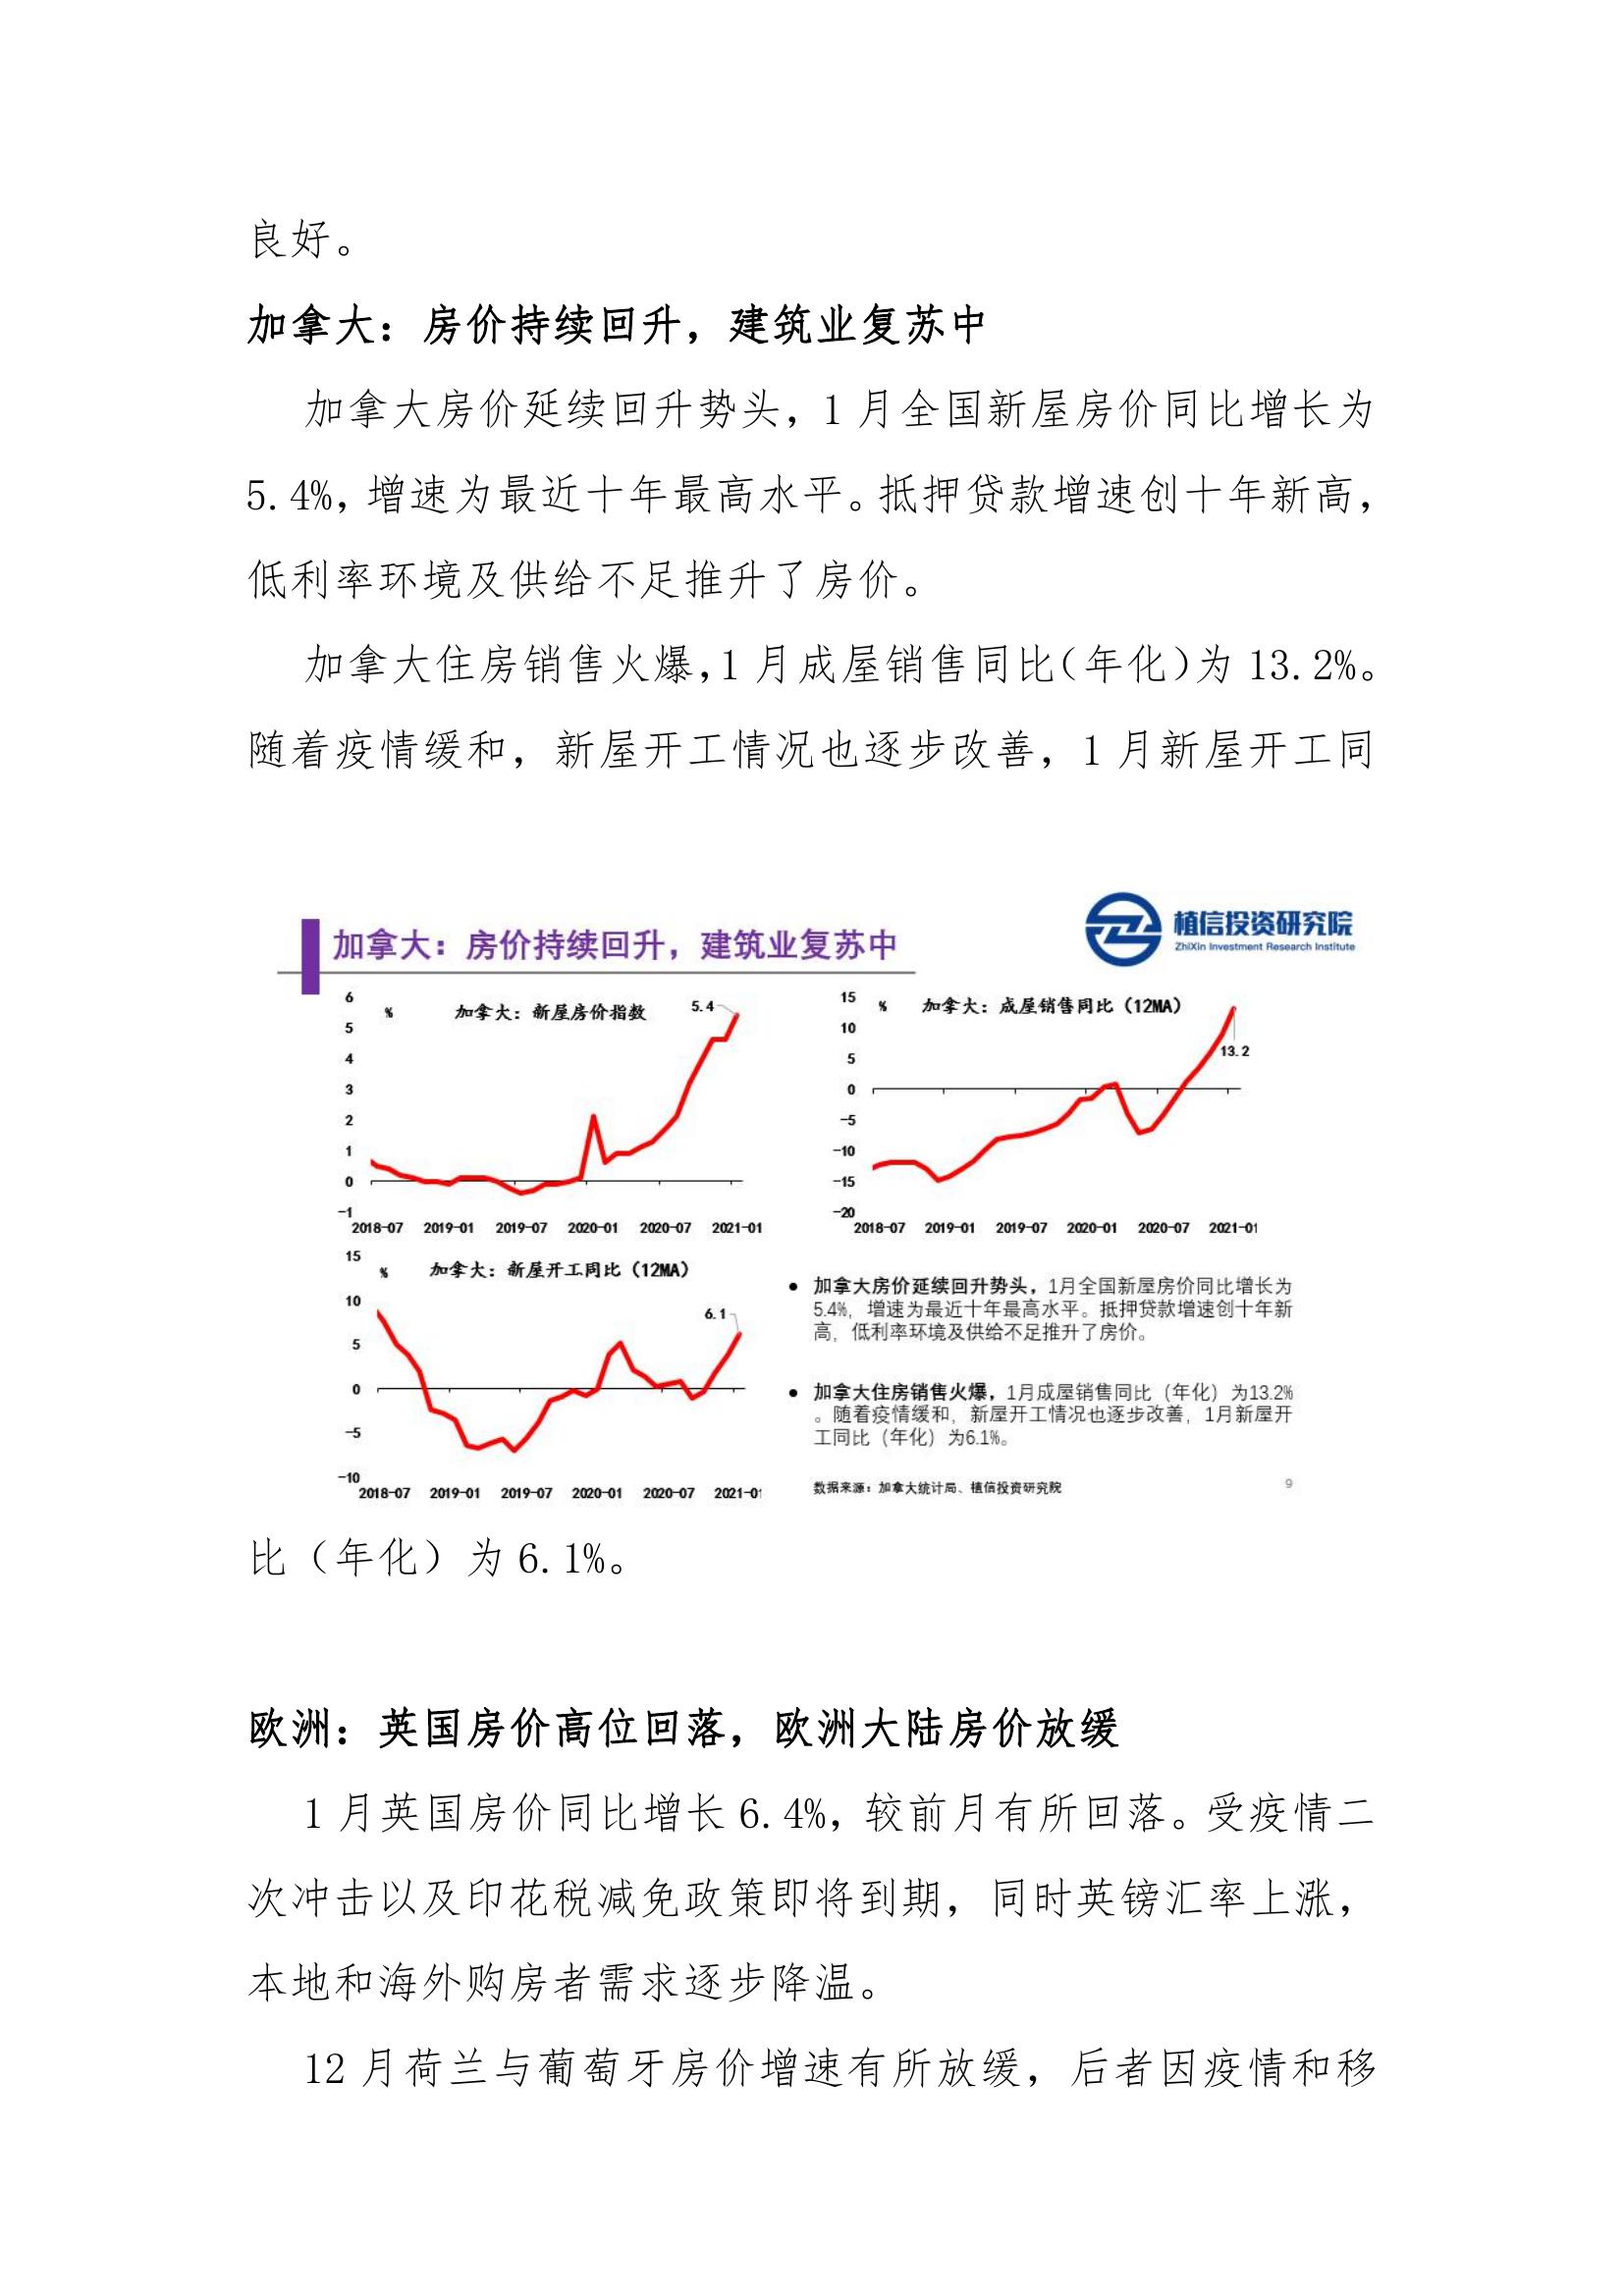 良好。
加拿大：房价持续回升，建筑业复苏中
加拿大房价延续回升势头，1 月全国新屋房价同比增长为
5.4%，增速为最近十年最高水平。抵押贷款增速创十年新高，
低利率环境及供给不足推升了房价。
加拿大住房销售火爆，1 月成屋销售同比（年化）为 13.2%。
随着疫情缓和，新屋开工情况也逐步改善，1 月新屋开工同
植信投资研究院
ZhiXin Investment Research Institute
加拿大：房价持续回升，建筑业复苏中
% 加拿大：新屋房价指数 5.4
6
5
4
3
2
1
0
-1
2018-07 2019-01 2019-07 2020-01 2020-07 2021-01
% 加拿大：成屋销售同比（12MA）
15
10
5
0
-5
-10
-15
-20
13.2
2018-07 2019-01 2019-07 2020-01 2020-07 2021-01
% 加拿大：新屋开工同比（12MA）
15
10
5
0
-5
-10
6.1
2018-07 2019-01 2019-07 2020-01 2020-07 2021-01
● 加拿大房价延续回升势头，1月全国新屋房价同比增长为
5.4%，增速为最近十年最高水平。抵押贷款增速创十年新
高，低利率环境及供给不足推升了房价。
● 加拿大住房销售火爆，1月成屋销售同比（年化）为13.2%
。随着疫情缓和，新屋开工情况也逐步改善，1月新屋开
工同比（年化）为6.1%。
数据来源：加拿大统计局、植信投资研究院
9
比（年化）为 6.1%。
欧洲：英国房价高位回落，欧洲大陆房价放缓
1 月英国房价同比增长 6.4%，较前月有所回落。受疫情二
次冲击以及印花税减免政策即将到期，同时英镑汇率上涨，
本地和海外购房者需求逐步降温。
12 月荷兰与葡萄牙房价增速有所放缓，后者因疫情和移